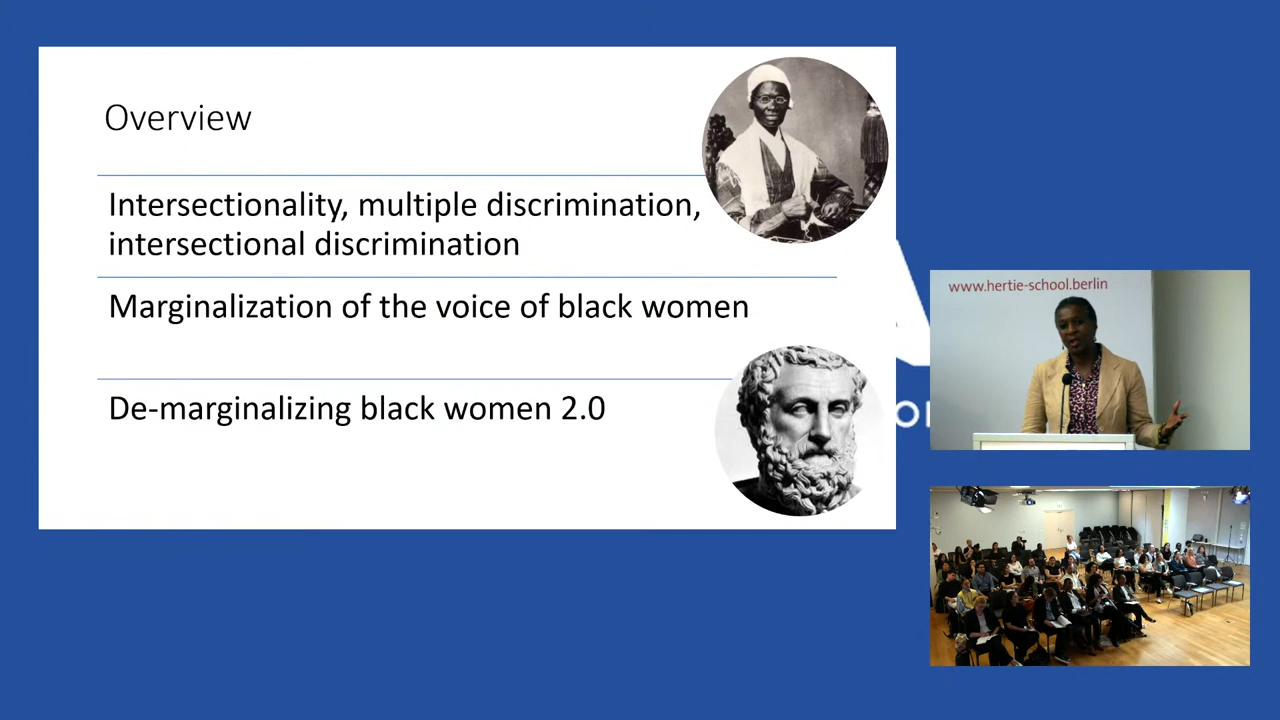 Overview
Intersectionality, multiple discrimination,
intersectional discrimination
Marginalization of the voice of black women
De-marginalizing black women 2.0
www.hertie-school.berlin